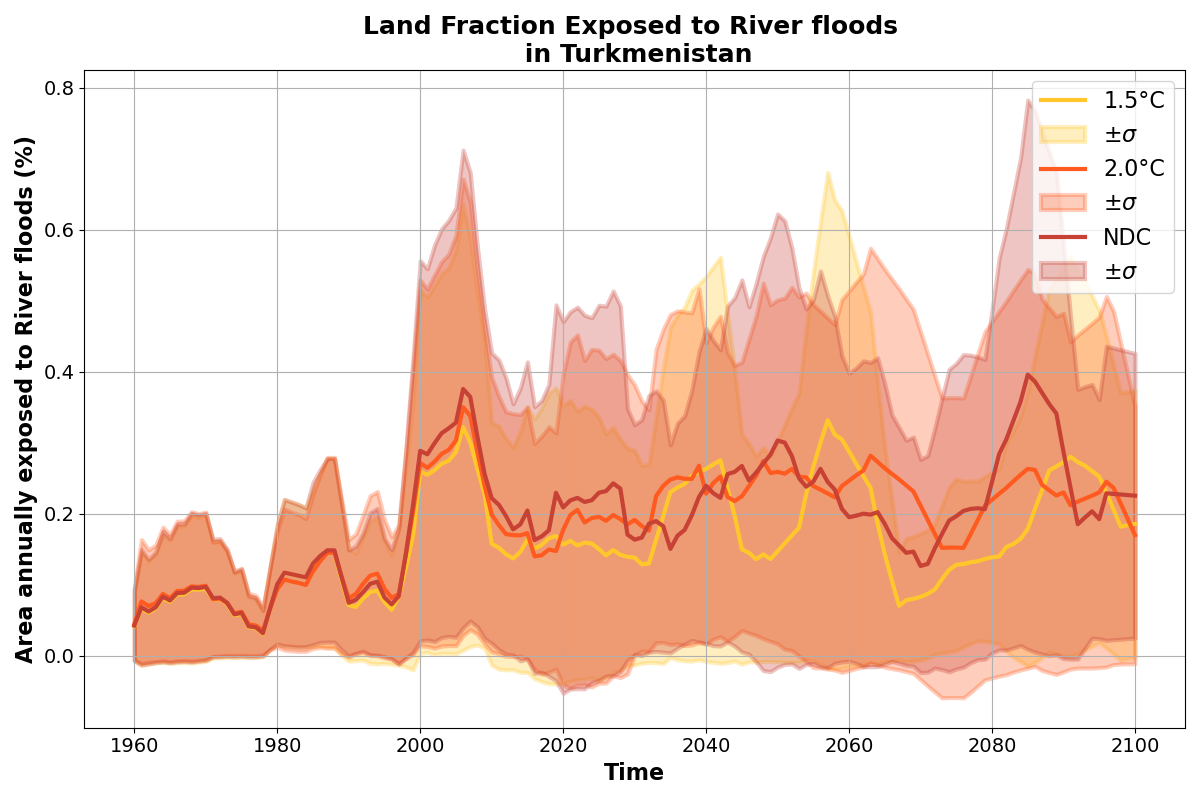 Land Fraction Exposed to River floods
in Turkmenistan
Area annually exposed to River floods (%)
0.8
0.6
0.4
0.2
0.0
1960 1980 2000 2020 2040 2060 2080 2100
Time
1.5°C
±σ
2.0°C
±σ
NDC
±σ